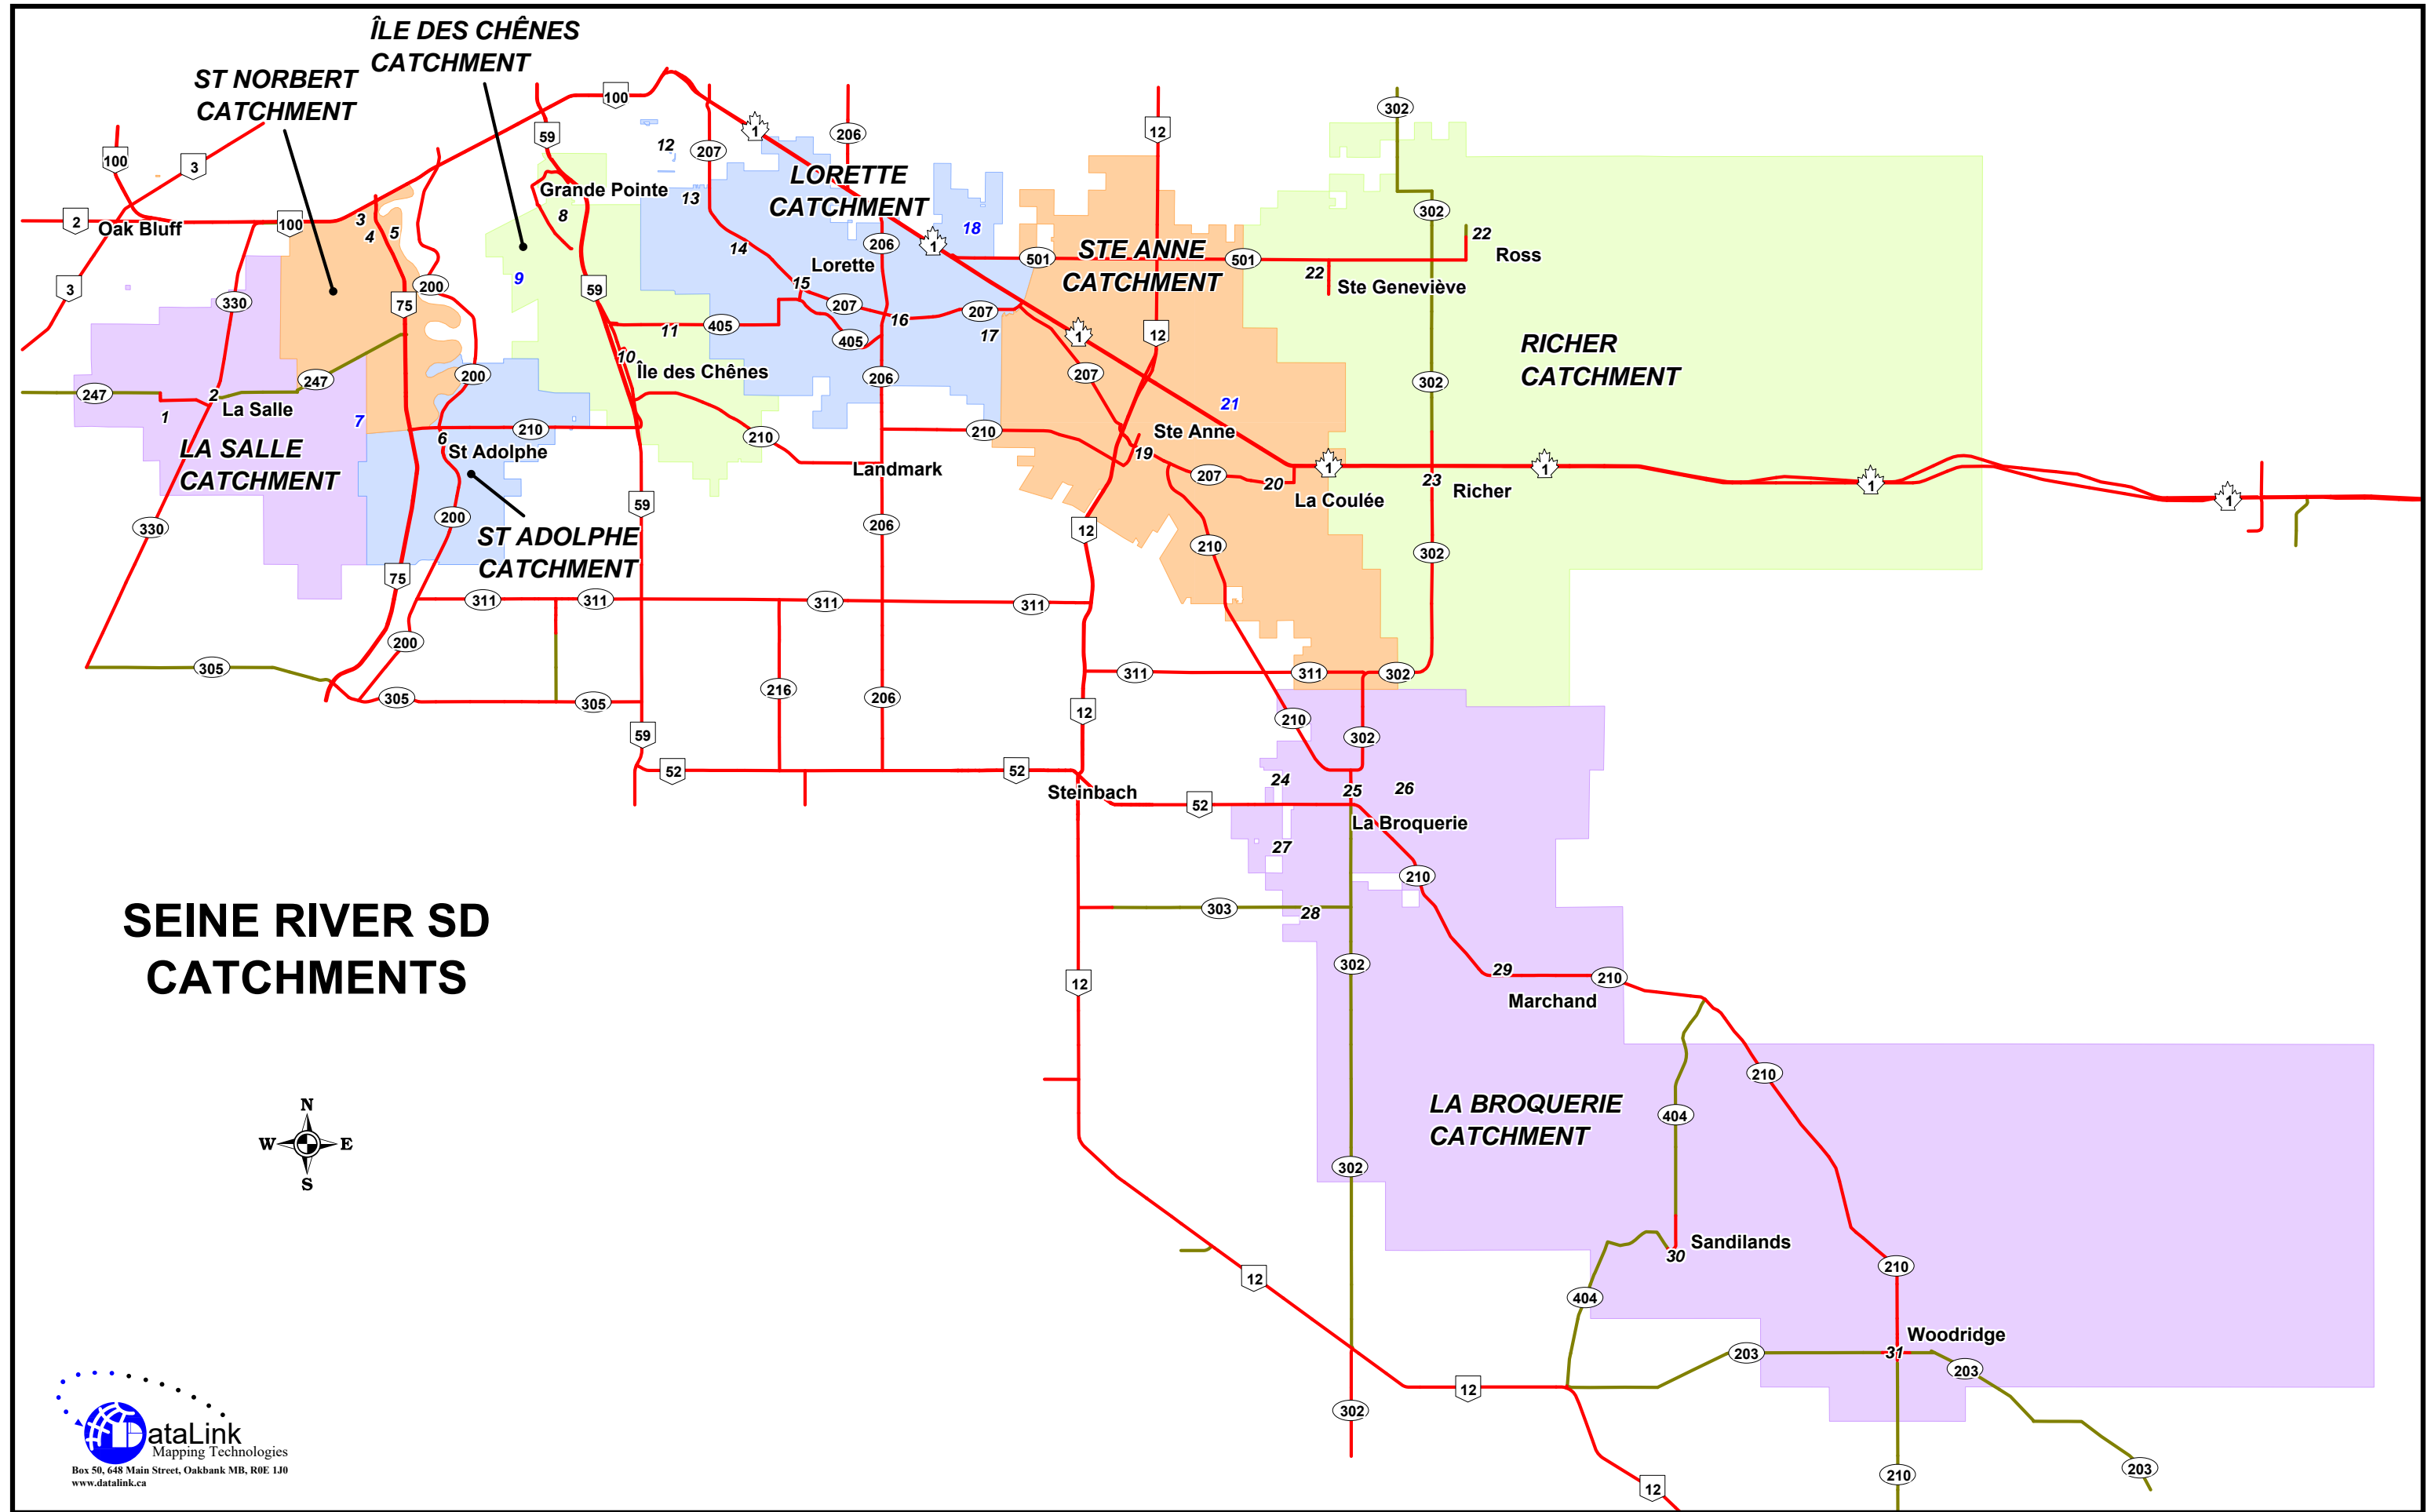 ÎLE DES CHÊNES
CATCHMENT
ST NORBERT
CATCHMENT
100
59
1
206
12
302
12
207
100
3
LORETTE
CATCHMENT
Grande Pointe
13
8
3
4
5
2
Oak Bluff
100
18
302
22
Ross
206
1
STE ANNE
CATCHMENT
501
501
14
Lorette
15
22
Ste Geneviève
9
200
59
3
330
75
207
207
16
17
11
405
405
1
12
RICHER
CATCHMENT
10
Île des Chênes
207
206
302
247
200
247
2
La Salle
1
7
21
LA SALLE
CATCHMENT
6
210
St Adolphe
210
210
Ste Anne
19
Landmark
207
20
1
La Coulée
23
Richer
1
1
1
59
200
330
ST ADOLPHE
CATCHMENT
206
12
210
302
75
311
311
311
311
200
305
311
311
302
216
206
305
305
12
210
59
302
52
52
24
25
26
Steinbach
52
La Broquerie
27
210
303
28
SEINE RIVER SD
CATCHMENTS
302
29
210
12
Marchand
210
LA BROQUERIE
CATCHMENT
404
N
W
E
S
302
Sandilands
30
210
12
404
Woodridge
203
31
203
12
302
203
210
12
DataLink
Mapping Technologies
Box 50, 648 Main Street, Oakbank MB, R0E 1J0
www.datalink.ca